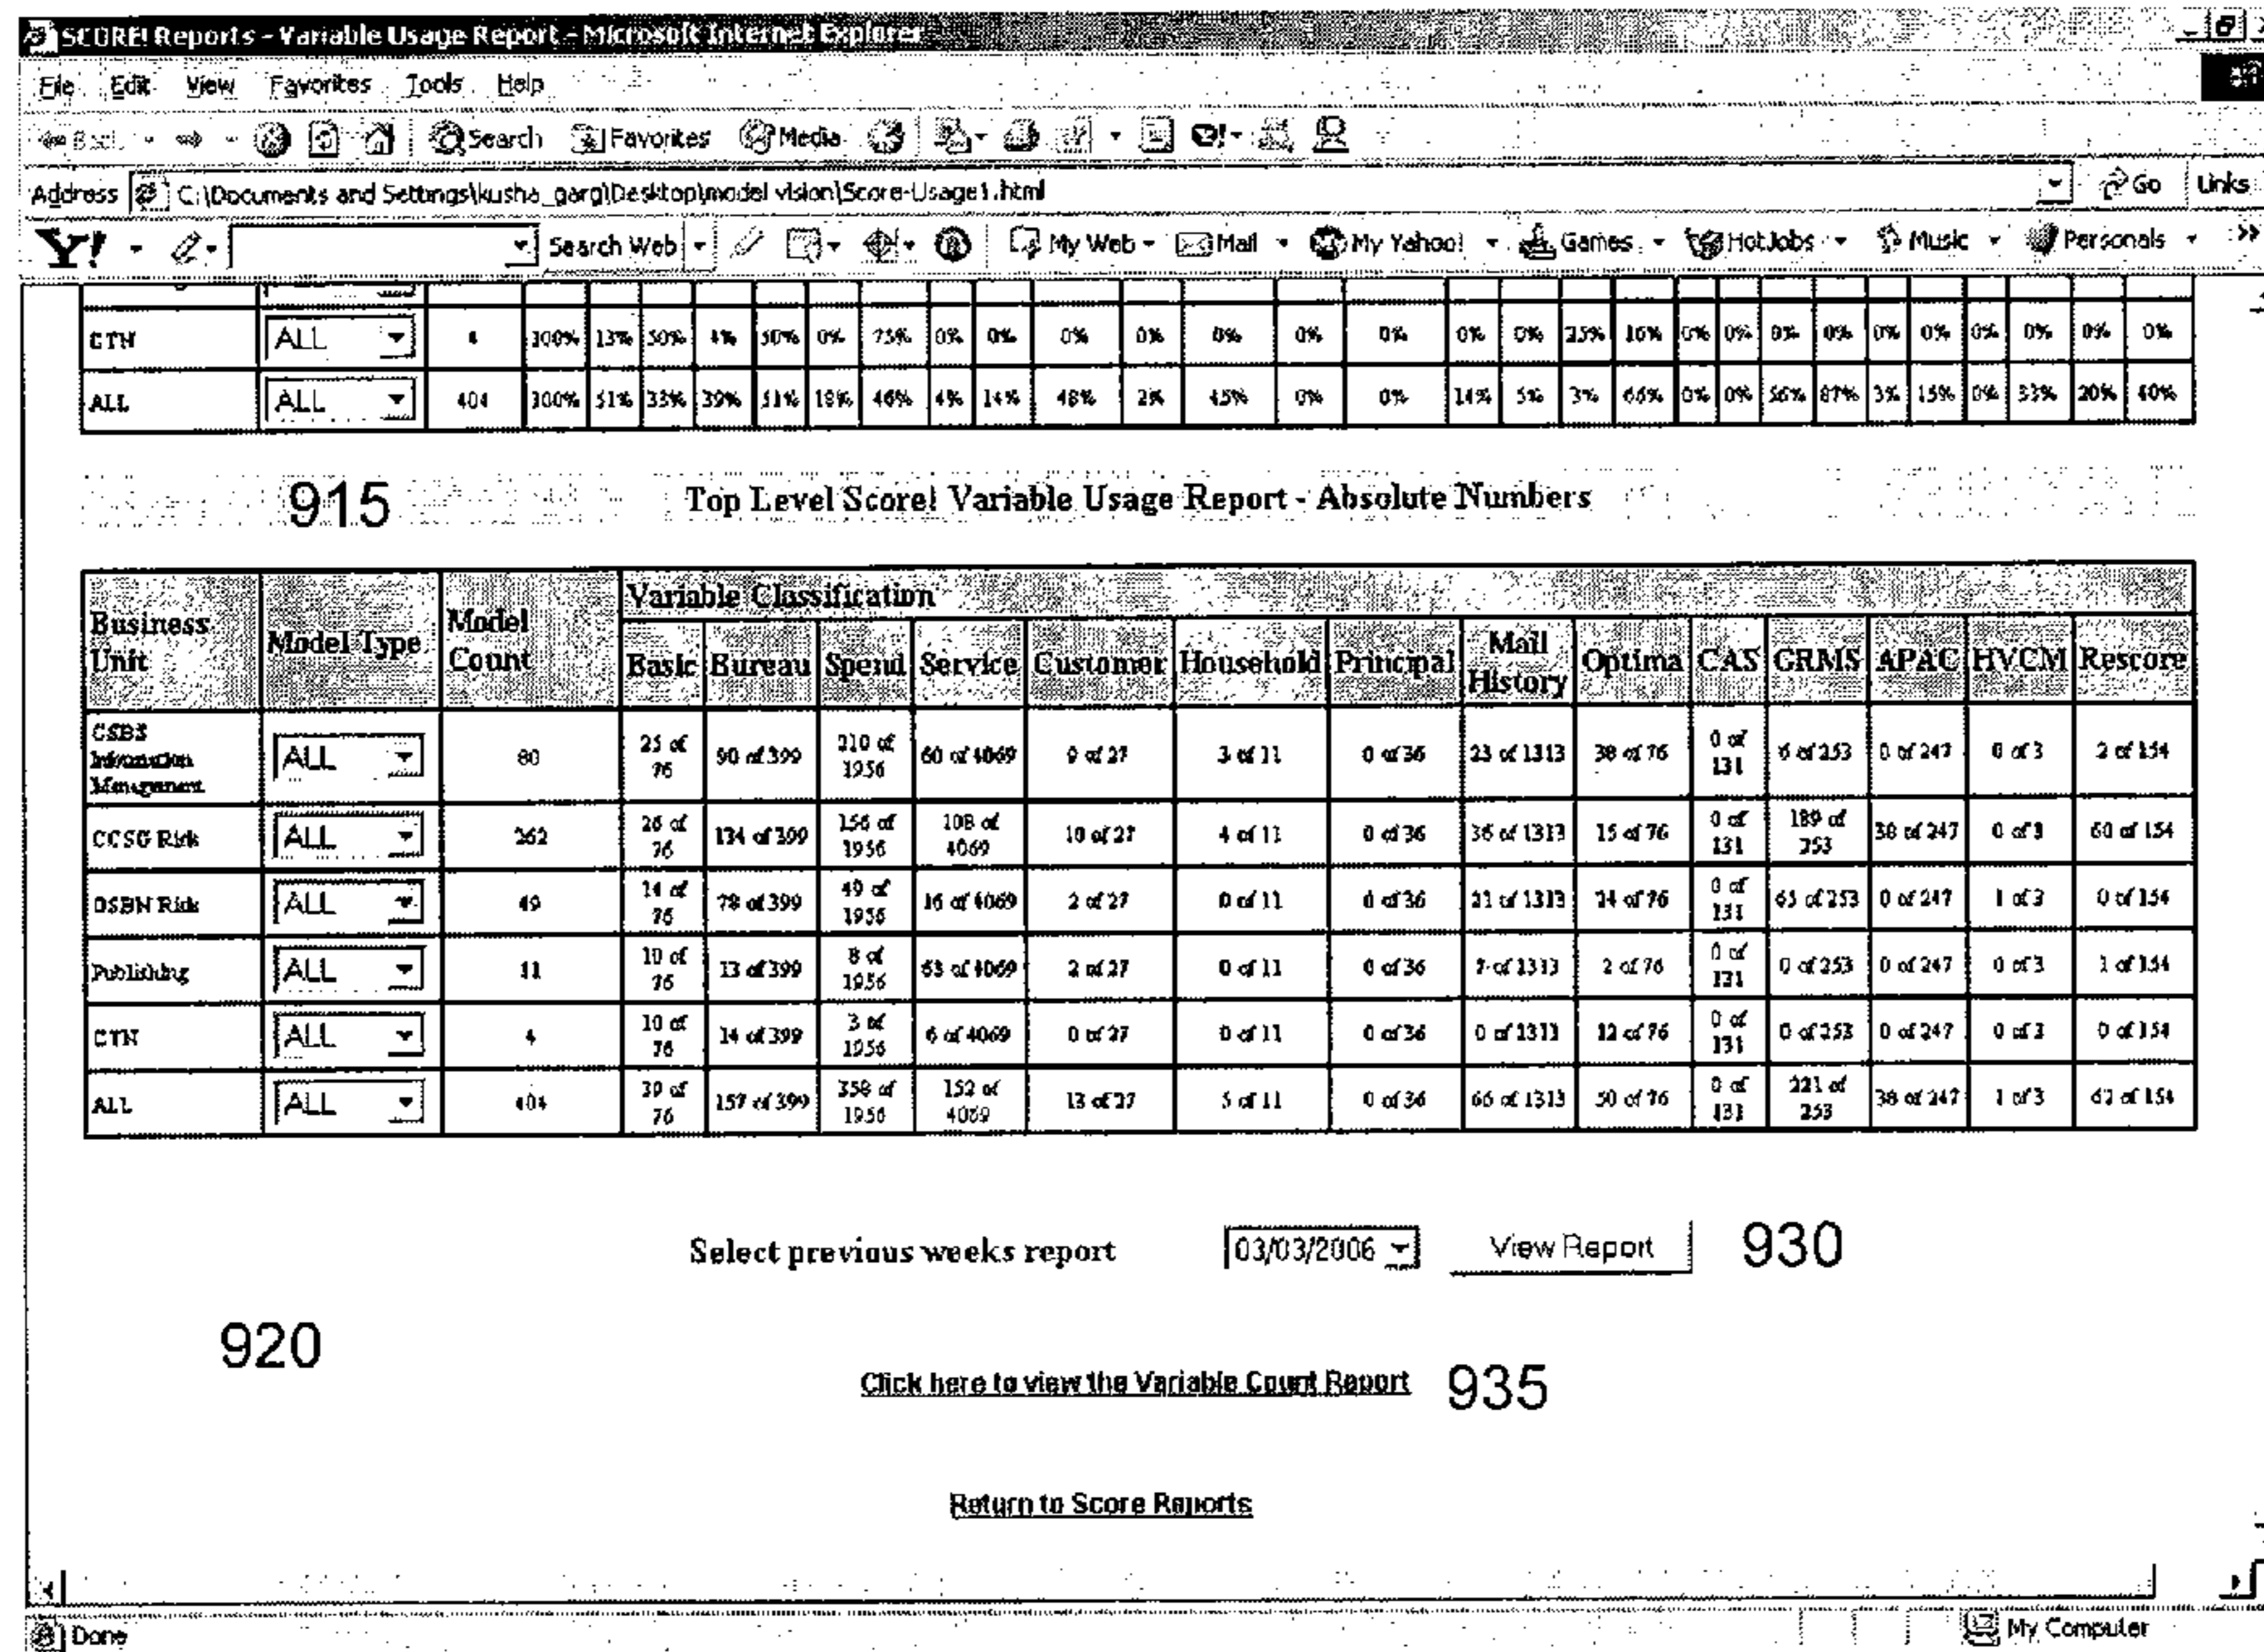 SCORE! Reports - Variable Usage Report - Microsoft Internet Explorer
File Edit View Favorites Tools Help
Back Search Favorites Media
Address C:\Documents and Settings\kusha_garg\Desktop\model vision\Score-Usage1.html Go Links
Y! Search Web My Web Mail My Yahoo! Games HotJobs Music Personals >>
CTN ALL 4 100% 13% 50% 4% 50% 0% 75% 0% 0% 0% 0% 0% 0% 0% 0% 0% 25% 16% 0% 0% 0% 0% 0% 0% 0% 0% 0% 0%
ALL ALL 404 100% 51% 33% 39% 51% 18% 46% 4% 14% 48% 2% 45% 0% 0% 14% 5% 3% 66% 0% 0% 56% 87% 3% 15% 0% 33% 20% 40%
915 Top Level Score! Variable Usage Report - Absolute Numbers
Business Unit Model Type Model Count Variable Classification
Basic Bureau Spend Service Customer Household Principal Mail History Optima CAS GRMS APAC HVCM Rescore
CSBS Information Management ALL 80 25 of 76 90 of 399 210 of 1956 60 of 4069 9 of 27 3 of 11 0 of 36 23 of 1313 38 of 76 0 of 131 6 of 253 0 of 247 0 of 3 2 of 154
CCSG Risk ALL 262 26 of 76 134 of 399 156 of 1956 108 of 4069 10 of 27 4 of 11 0 of 36 36 of 1313 15 of 76 0 of 131 189 of 253 38 of 247 0 of 3 60 of 154
OSBN Risk ALL 49 14 of 76 78 of 399 49 of 1956 16 of 4069 2 of 27 0 of 11 0 of 36 21 of 1313 24 of 76 0 of 131 65 of 253 0 of 247 1 of 3 0 of 154
Publishing ALL 11 10 of 76 13 of 399 8 of 1956 63 of 4069 2 of 27 0 of 11 0 of 36 7 of 1313 2 of 76 0 of 131 0 of 253 0 of 247 0 of 3 1 of 154
CTN ALL 4 10 of 76 14 of 399 3 of 1956 6 of 4069 0 of 27 0 of 11 0 of 36 0 of 1313 12 of 76 0 of 131 0 of 253 0 of 247 0 of 3 0 of 154
ALL ALL 404 39 of 76 157 of 399 358 of 1956 152 of 4069 13 of 27 5 of 11 0 of 36 66 of 1313 50 of 76 0 of 131 221 of 253 38 of 247 1 of 3 62 of 154
Select previous weeks report 03/03/2006 View Report 930
920
Click here to view the Variable Count Report 935
Return to Score Reports
Done My Computer